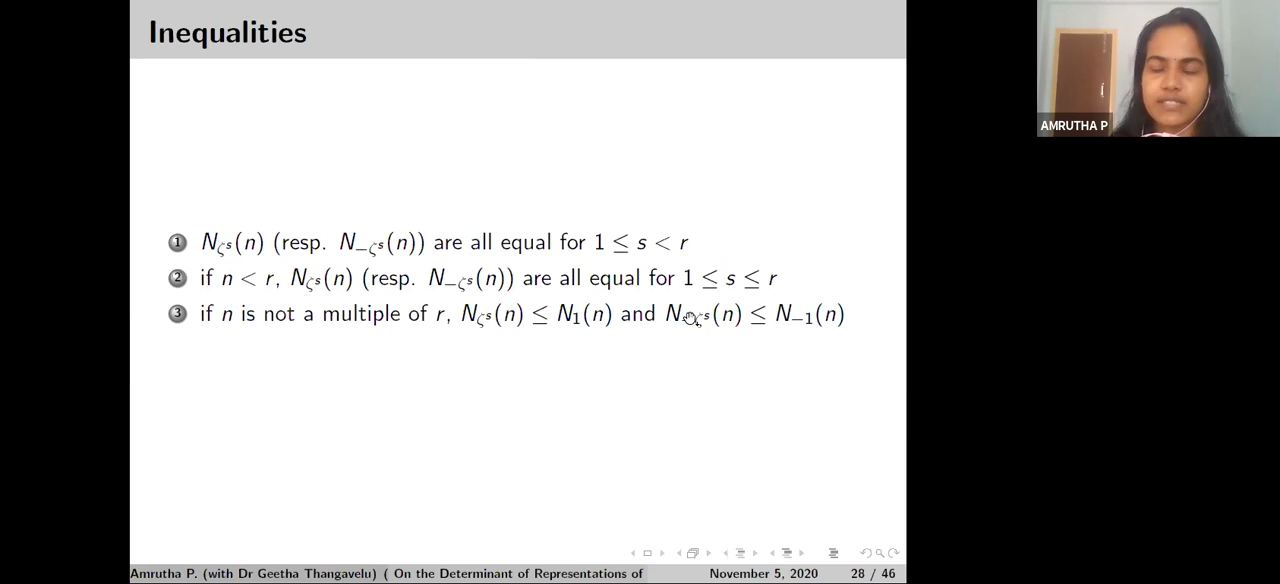 Inequalities
AMRUTHA P
1 N_{ζ^s}(n) (resp. N_{−ζ^s}(n)) are all equal for 1 ≤ s < r
2 if n < r, N_{ζ^s}(n) (resp. N_{−ζ^s}(n)) are all equal for 1 ≤ s ≤ r
3 if n is not a multiple of r, N_{ζ^s}(n) ≤ N_1(n) and N_{−ζ^s}(n) ≤ N_{−1}(n)
Amrutha P. (with Dr Geetha Thangavelu) ( On the Determinant of Representations of November 5, 2020 28 / 46